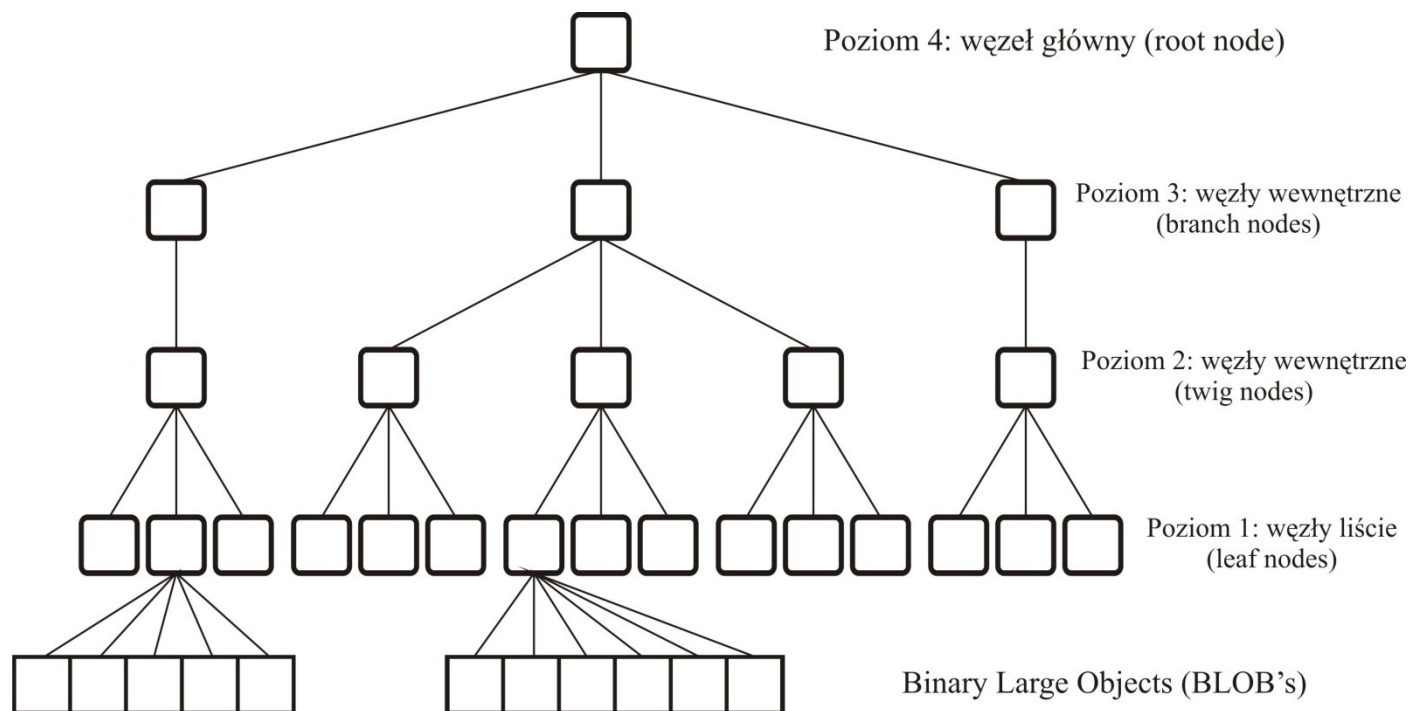 Poziom 4: węzeł główny (root node)
Poziom 3: węzły wewnętrzne
(branch nodes)
Poziom 2: węzły wewnętrzne
(twig nodes)
Poziom 1: węzły liście
(leaf nodes)
Binary Large Objects (BLOB’s)